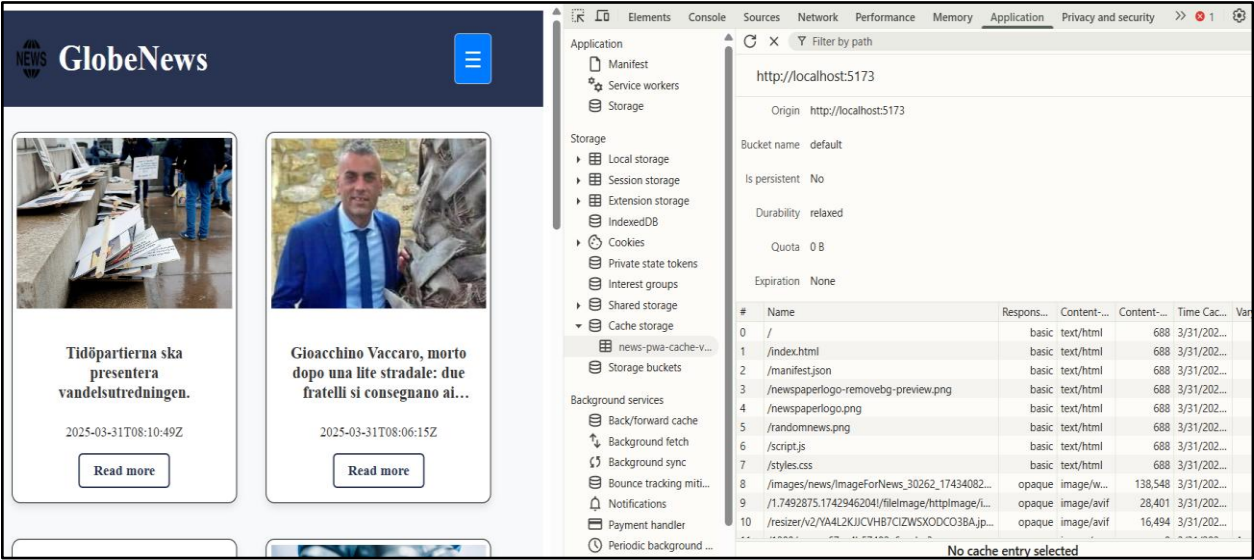 NEWS GlobeNews
Tidöpartierna ska
presentera
vandelsutredningen.
2025-03-31T08:10:49Z
Read more
Gioacchino Vaccaro, morto
dopo una lite stradale: due
fratelli si consegnano ai…
2025-03-31T08:06:15Z
Read more
Elements Console Sources Network Performance Memory Application Privacy and security 1
Application
Manifest
Service workers
Storage
Storage
Local storage
Session storage
Extension storage
IndexedDB
Cookies
Private state tokens
Interest groups
Shared storage
Cache storage
news-pwa-cache-v...
Storage buckets
Background services
Back/forward cache
Background fetch
Background sync
Bounce tracking miti...
Notifications
Payment handler
Periodic background ...
Filter by path
http://localhost:5173
Origin http://localhost:5173
Bucket name default
Is persistent No
Durability relaxed
Quota 0 B
Expiration None
# Name Respons... Content-... Content-... Time Cac... Var
0 / basic text/html 688 3/31/202...
1 /index.html basic text/html 688 3/31/202...
2 /manifest.json basic text/html 688 3/31/202...
3 /newspaperlogo-removebg-preview.png basic text/html 688 3/31/202...
4 /newspaperlogo.png basic text/html 688 3/31/202...
5 /randomnews.png basic text/html 688 3/31/202...
6 /script.js basic text/html 688 3/31/202...
7 /styles.css basic text/html 688 3/31/202...
8 /images/news/ImageForNews_30262_17434082... opaque image/w... 138,548 3/31/202...
9 /1.7492875.1742946204!/fileImage/httpImage/i... opaque image/avif 28,401 3/31/202...
10 /resizer/v2/YA4L2KJJCVHB7CIZWSXODCO3BA.jp... opaque image/avif 16,494 3/31/202...
No cache entry selected